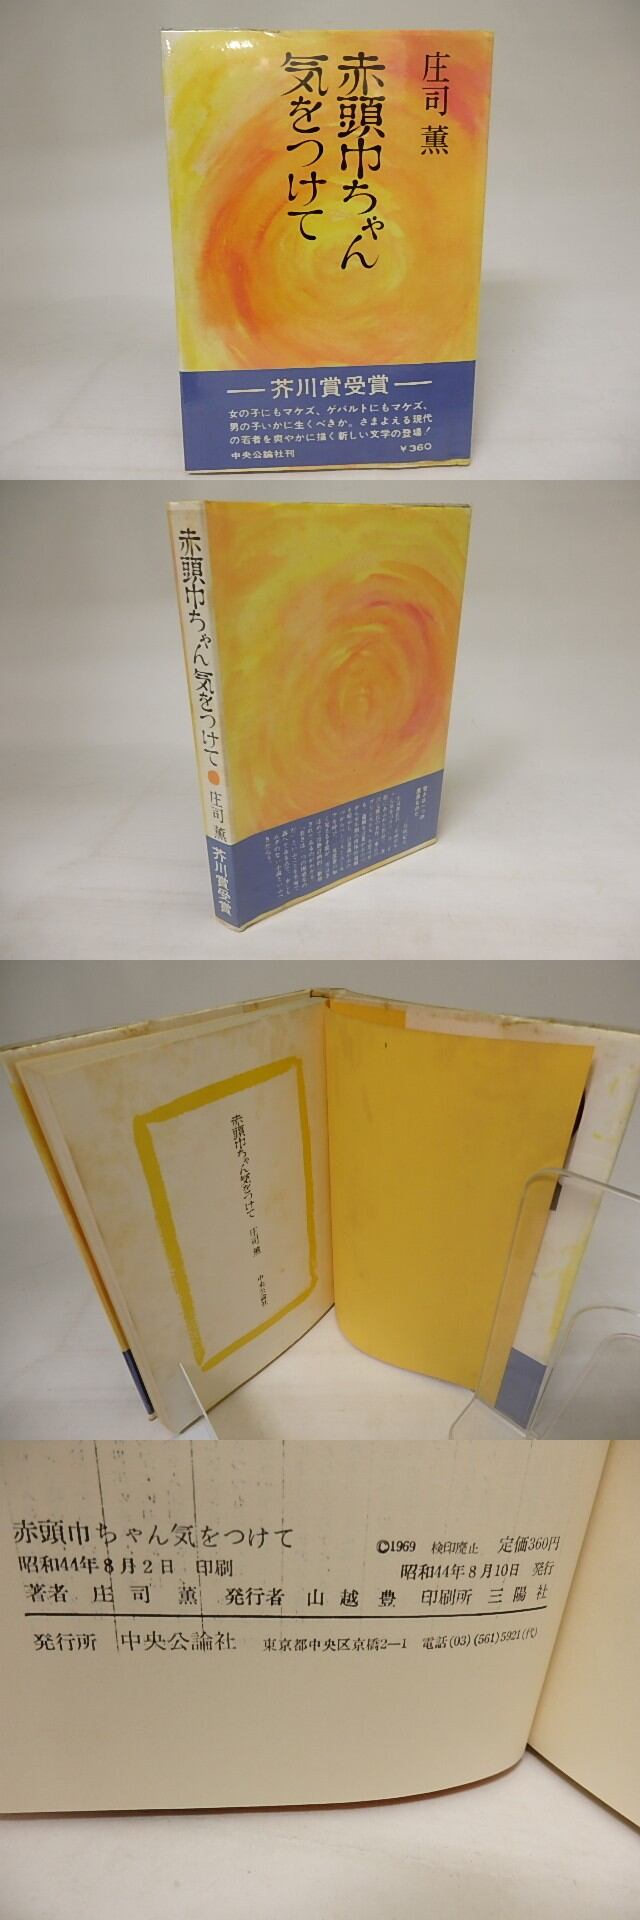 庄司薫
赤頭巾ちゃん
気をつけて
芥川賞受賞
女の子にもマケズ、ゲバルトにもマケズ、
男の子いかに生くべきか。さまよえる現代
の若者を爽やかに描く新しい文学の登場!
中央公論社刊
¥360
赤頭巾ちゃん気をつけて
庄司薫
芥川賞受賞
赤頭巾ちゃん気をつけて
庄司薫
中央公論社
赤頭巾ちゃん気をつけて
©1969 検印廃止 定価360円
昭和44年8月2日 印刷
昭和44年8月10日 発行
著者 庄司薫 発行者 山越豊 印刷所 三陽社
発行所 中央公論社 東京都中央区京橋2—1 電話(03)(561)5921(代)